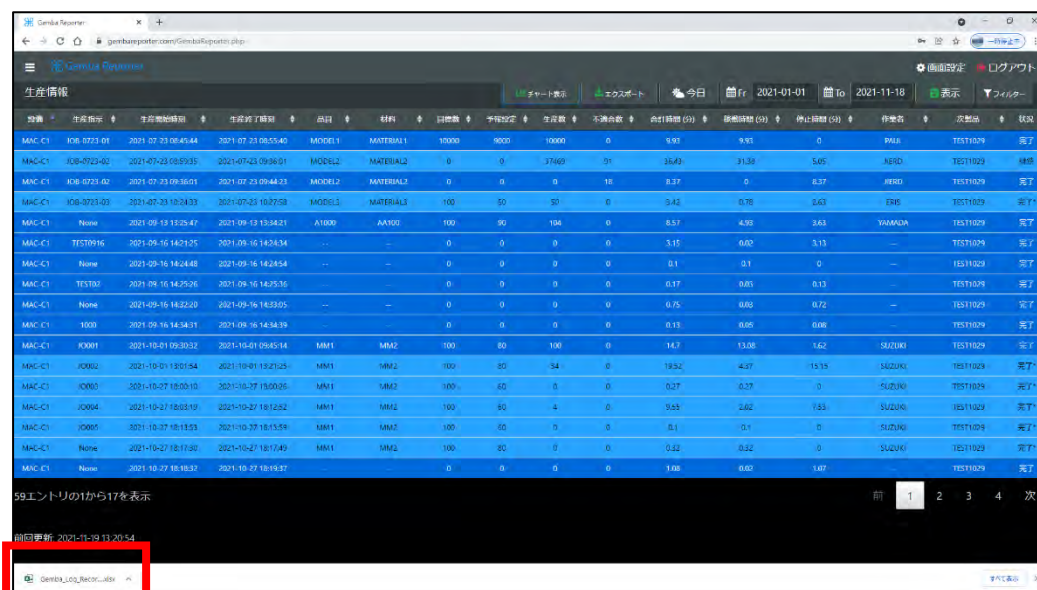 Gemba Reporter
gembareporter.com/GembaReporter.php
Gemba Reporter 画面設定 ログアウト
生産情報 チャート表示 エクスポート 今日 Fr 2021-01-01 To 2021-11-18 表示 フィルター
設備 生産指示 生産開始時刻 生産終了時刻 品目 材料 目標数 予報設定 生産数 不適合数 合計時間 (分) 稼働時間 (分) 停止時間 (分) 作業者 次製品 状況
MAC-C1 JOB-0723-01 2021-07-23 08:45:44 2021-07-23 08:55:40 MODEL1 MATERIAL1 10000 9000 10000 0 9.93 9.93 0 PAUL TEST1029 完了
MAC-C1 JOB-0723-02 2021-07-23 09:36:01 MODEL2 MATERIAL2 0 0 37469 91 36.43 31.38 5.05 TEST1029
MAC-C1 JOB-0723-02 2021-07-23 09:36:01 2021-07-23 09:44:23 MODEL2 MATERIAL2 0 0 0 18 8.37 0 8.37 TEST1029 完了
MAC-C1 JOB-0723-03 2021-07-23 10:24:33 2021-07-23 10:27:58 MODEL3 MATERIAL3 100 50 50 0 3.42 0.78 2.63 ERIS TEST1029 完了*
MAC-C1 None 2021-09-13 13:25:47 2021-09-13 13:34:21 A1000 AA100 100 90 104 0 8.57 4.93 3.63 YAMADA TEST1029 完了
MAC-C1 TEST0916 2021-09-16 14:21:25 2021-09-16 14:24:34 -- -- 0 0 0 0 3.15 0.02 3.13 -- TEST1029 完了
MAC-C1 None 2021-09-16 14:24:48 2021-09-16 14:24:54 -- -- 0 0 0 0 0.1 0.1 0 -- TEST1029 完了
MAC-C1 TEST02 2021-09-16 14:25:26 2021-09-16 14:25:36 -- -- 0 0 0 0 0.17 0.03 0.13 -- TEST1029 完了
MAC-C1 None 2021-09-16 14:32:20 2021-09-16 14:33:05 -- -- 0 0 0 0 0.75 0.03 0.72 -- TEST1029 完了
MAC-C1 1000 2021-09-16 14:34:31 2021-09-16 14:34:39 -- -- 0 0 0 0 0.13 0.05 0.08 -- TEST1029 完了
MAC-C1 JO001 2021-10-01 09:30:32 2021-10-01 09:45:14 MM1 MM2 100 80 100 0 14.7 13.08 1.62 SUZUKI TEST1029 完了
MAC-C1 JO002 2021-10-01 13:01:54 2021-10-01 13:21:25 MM1 MM2 100 80 54 0 19.52 4.37 15.15 SUZUKI TEST1029 完了*
MAC-C1 JO003 2021-10-27 18:00:10 2021-10-27 18:00:26 MM1 MM2 100 60 0 0 0.27 0.27 0 SUZUKI TEST1029 完了*
MAC-C1 JO004 2021-10-27 18:03:19 2021-10-27 18:12:52 MM1 MM2 100 60 4 0 9.55 2.02 7.53 SUZUKI TEST1029 完了*
MAC-C1 JO005 2021-10-27 18:13:53 2021-10-27 18:13:59 MM1 MM2 100 60 0 0 0.1 0.1 0 SUZUKI TEST1029 完了*
MAC-C1 None 2021-10-27 18:17:30 2021-10-27 18:17:49 MM1 MM2 100 80 0 0 0.32 0.32 0 SUZUKI TEST1029 完了*
MAC-C1 None 2021-10-27 18:18:32 2021-10-27 18:19:37 -- -- 0 0 0 0 1.08 0.02 1.07 -- TEST1029 完了
59エントリの1から17を表示 前 1 2 3 4 次
前回更新: 2021-11-19 13:20:54
Gemba_Log_Recor....xlsx すべて表示